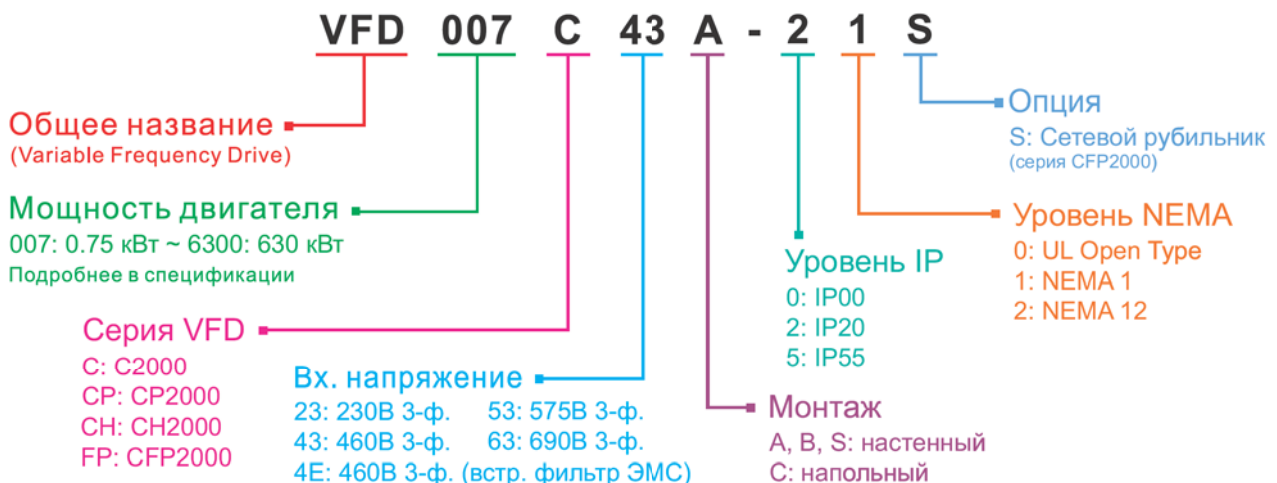 VFD 007 C 43 A - 2 1 S
Общее название
(Variable Frequency Drive)
Мощность двигателя
007: 0.75 кВт ~ 6300: 630 кВт
Подробнее в спецификации
Серия VFD
C: C2000
CP: CP2000
CH: CH2000
FP: CFP2000
Вх. напряжение
23: 230В 3-ф. 53: 575В 3-ф.
43: 460В 3-ф. 63: 690В 3-ф.
4E: 460В 3-ф. (встр. фильтр ЭМС)
Монтаж
A, B, S: настенный
C: напольный
Уровень IP
0: IP00
2: IP20
5: IP55
Уровень NEMA
0: UL Open Type
1: NEMA 1
2: NEMA 12
Опция
S: Сетевой рубильник
(серия CFP2000)